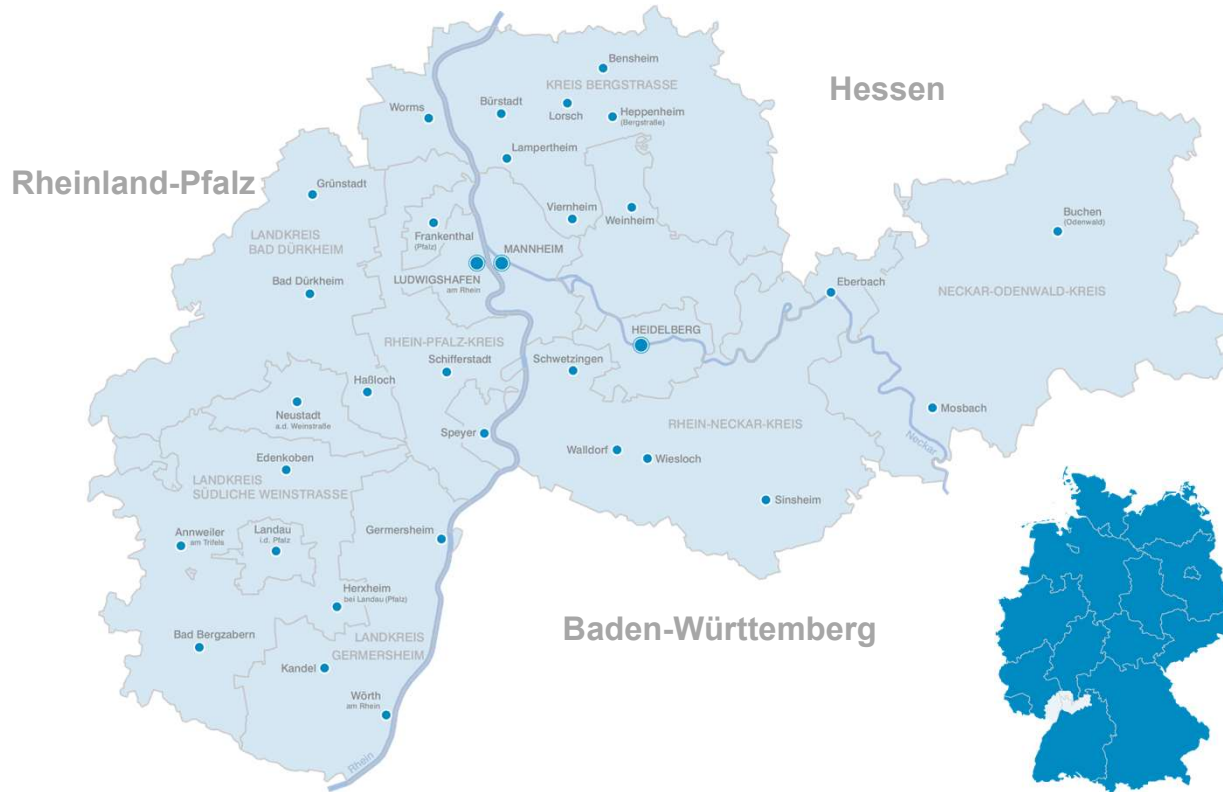 Bensheim
KREIS BERGSTRASSE
Hessen
Worms
Bürstadt
Lorsch
Heppenheim
(Bergstraße)
Lampertheim
Rheinland-Pfalz
Grünstadt
Viernheim
Weinheim
Buchen
(Odenwald)
LANDKREIS
BAD DÜRKHEIM
Frankenthal
(Pfalz)
MANNHEIM
LUDWIGSHAFEN
am Rhein
Bad Dürkheim
Eberbach
NECKAR-ODENWALD-KREIS
HEIDELBERG
RHEIN-PFALZ-KREIS
Schifferstadt
Schwetzingen
Haßloch
Neustadt
a.d. Weinstraße
Mosbach
Speyer
RHEIN-NECKAR-KREIS
Neckar
Walldorf
Wiesloch
Edenkoben
LANDKREIS
SÜDLICHE WEINSTRASSE
Sinsheim
Annweiler
am Trifels
Landau
i.d. Pfalz
Germersheim
Herxheim
bei Landau (Pfalz)
Baden-Württemberg
Bad Bergzabern
LANDKREIS
GERMERSHEIM
Kandel
Wörth
am Rhein
Rhein